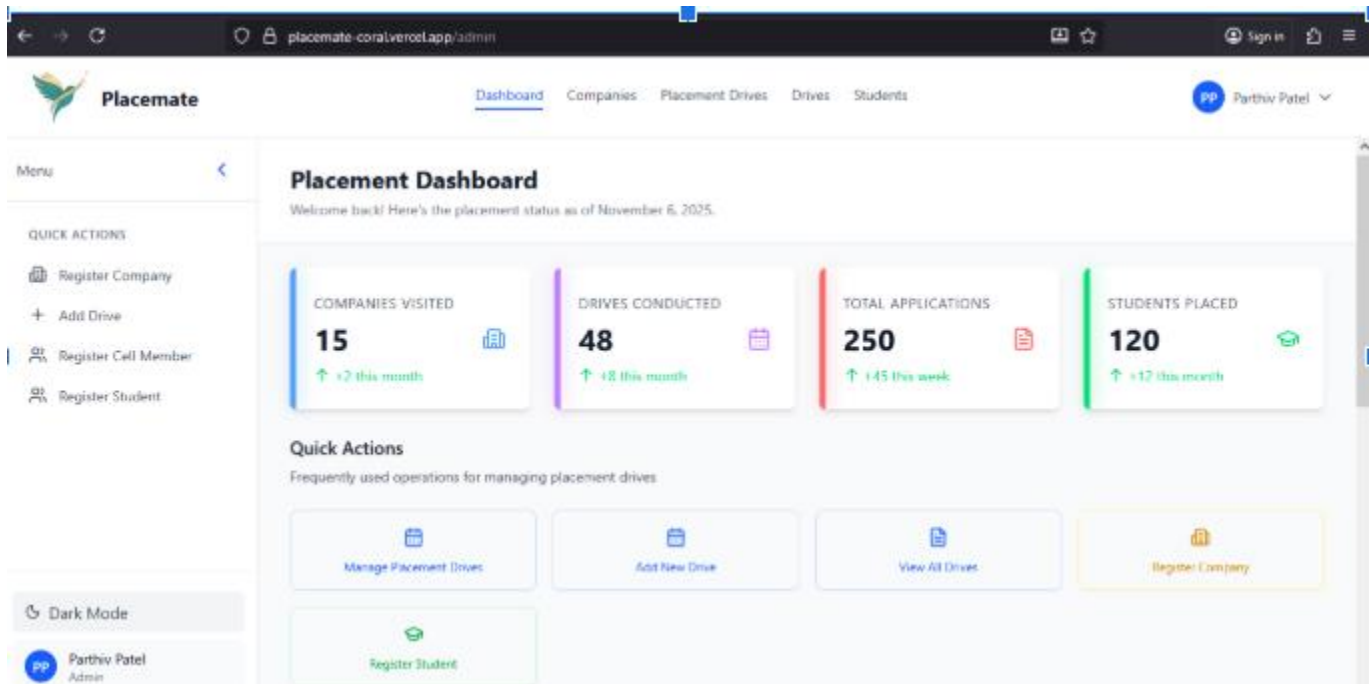 placemate-coral.vercel.app/admin
Sign in
Placemate
Dashboard Companies Placement Drives Drives Students
PP Parthiv Patel
Menu
QUICK ACTIONS
Register Company
Add Drive
Register Cell Member
Register Student
Dark Mode
PP Parthiv Patel
Admin
Placement Dashboard
Welcome back! Here's the placement status as of November 6, 2025.
COMPANIES VISITED
15
↑ +2 this month
DRIVES CONDUCTED
48
↑ +8 this month
TOTAL APPLICATIONS
250
↑ +45 this week
STUDENTS PLACED
120
↑ +12 this month
Quick Actions
Frequently used operations for managing placement drives
Manage Placement Drives
Add New Drive
View All Drives
Register Company
Register Student